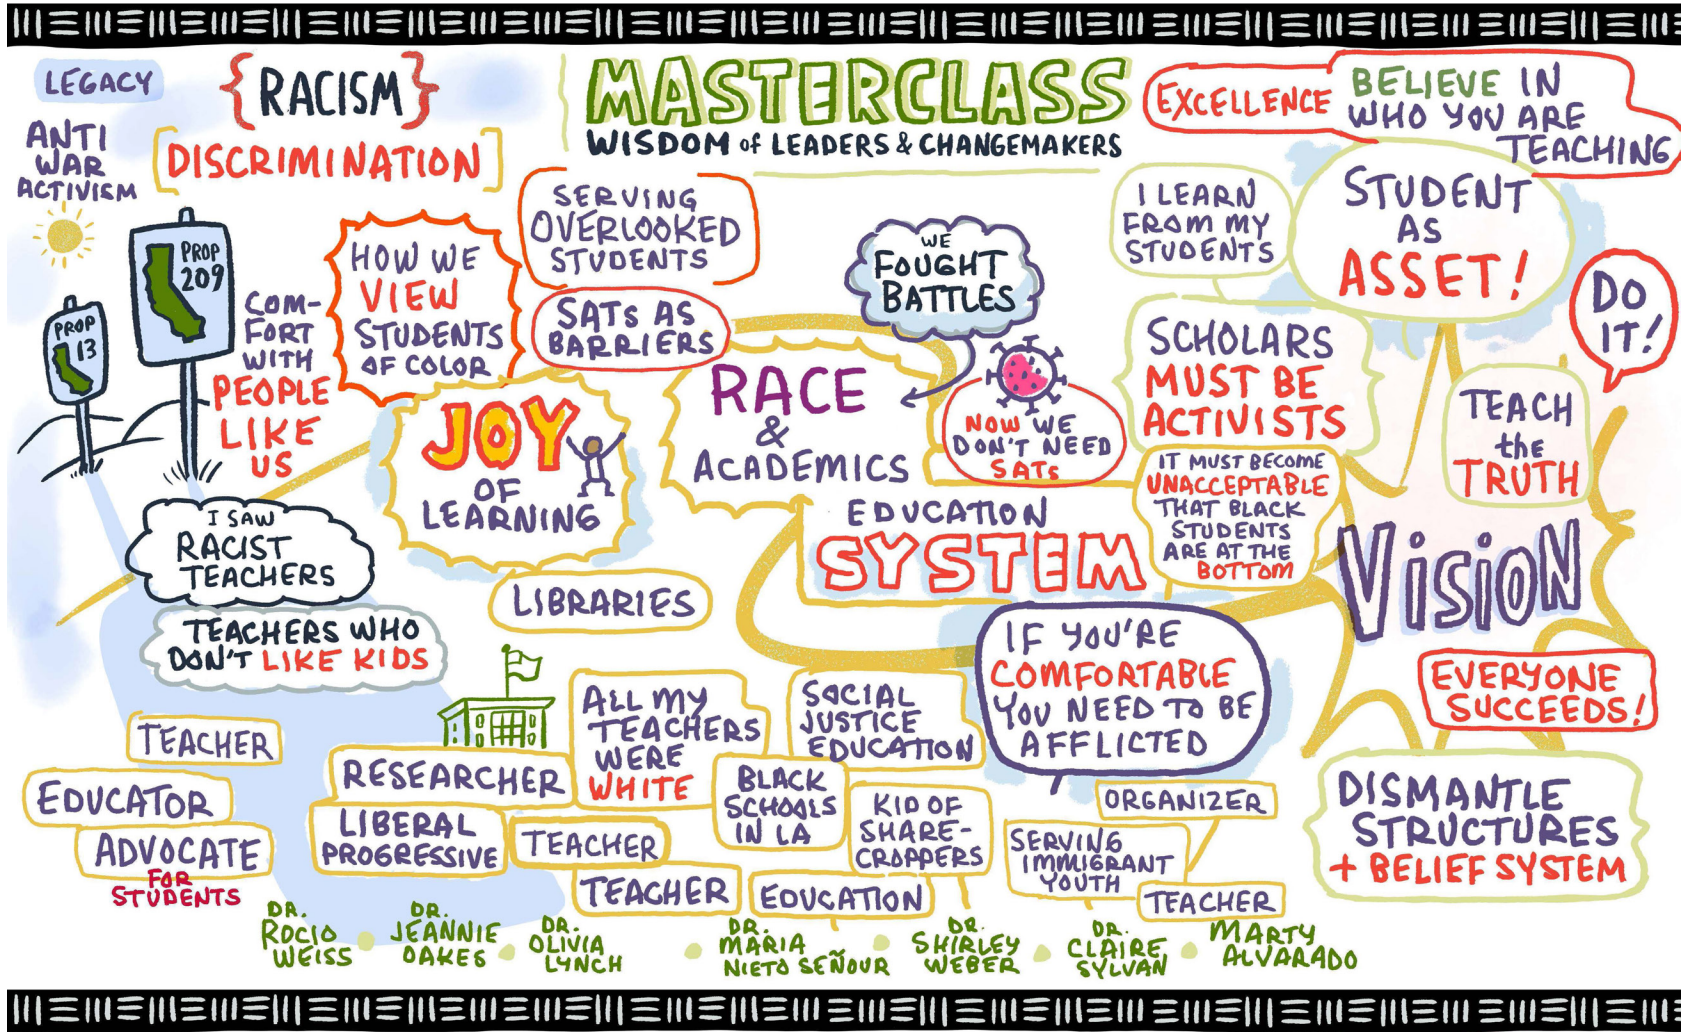 LEGACY
ANTI
WAR
ACTIVISM
{RACISM}
[DISCRIMINATION]
MASTERCLASS
WISDOM of LEADERS & CHANGEMAKERS
EXCELLENCE
BELIEVE IN
WHO YOU ARE
TEACHING
PROP
13
PROP
209
COM-
FORT
WITH
PEOPLE
LIKE
US
HOW WE
VIEW
STUDENTS
OF COLOR
SERVING
OVERLOOKED
STUDENTS
SATs AS
BARRIERS
WE
FOUGHT
BATTLES
I LEARN
FROM MY
STUDENTS
STUDENT
AS
ASSET!
DO
IT!
JOY
OF
LEARNING
RACE
&
ACADEMICS
NOW WE
DON'T NEED
SATs
SCHOLARS
MUST BE
ACTIVISTS
TEACH
the
TRUTH
I SAW
RACIST
TEACHERS
TEACHERS WHO
DON'T LIKE KIDS
LIBRARIES
EDUCATION
SYSTEM
IT MUST BECOME
UNACCEPTABLE
THAT BLACK
STUDENTS
ARE AT THE
BOTTOM
VISION
IF YOU'RE
COMFORTABLE
YOU NEED TO BE
AFFLICTED
EVERYONE
SUCCEEDS!
DISMANTLE
STRUCTURES
+ BELIEF SYSTEM
TEACHER
EDUCATOR
ADVOCATE
FOR
STUDENTS
RESEARCHER
LIBERAL
PROGRESSIVE
ALL MY
TEACHERS
WERE
WHITE
TEACHER
TEACHER
BLACK
SCHOOLS
IN LA
SOCIAL
JUSTICE
EDUCATION
EDUCATION
KID OF
SHARE-
CROPPERS
SERVING
IMMIGRANT
YOUTH
ORGANIZER
TEACHER
DR.
ROCIO
WEISS
DR.
JEANNIE
OAKES
DR.
OLIVIA
LYNCH
DR.
MARIA
NIETO SEÑOUR
DR.
SHIRLEY
WEBER
DR.
CLAIRE
SYLVAN
MARTY
ALVARADO